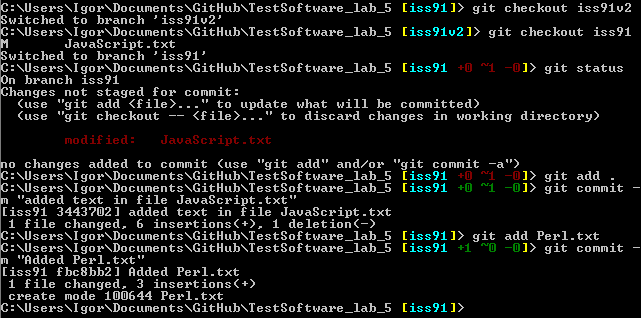 C:\Users\Igor\Documents\GitHub\TestSoftware_lab_5 [iss91]> git checkout iss91v2
Switched to branch 'iss91v2'
C:\Users\Igor\Documents\GitHub\TestSoftware_lab_5 [iss91v2]> git checkout iss91
M       JavaScript.txt
Switched to branch 'iss91'
C:\Users\Igor\Documents\GitHub\TestSoftware_lab_5 [iss91 +0 ~1 -0]> git status
On branch iss91
Changes not staged for commit:
  (use "git add <file>..." to update what will be committed)
  (use "git checkout -- <file>..." to discard changes in working directory)
        modified:   JavaScript.txt
no changes added to commit (use "git add" and/or "git commit -a")
C:\Users\Igor\Documents\GitHub\TestSoftware_lab_5 [iss91 +0 ~1 -0]> git add .
C:\Users\Igor\Documents\GitHub\TestSoftware_lab_5 [iss91 +0 ~1 -0]> git commit -
m "added text in file JavaScript.txt"
[iss91 3443702] added text in file JavaScript.txt
 1 file changed, 6 insertions(+), 1 deletion(-)
C:\Users\Igor\Documents\GitHub\TestSoftware_lab_5 [iss91]> git add Perl.txt
C:\Users\Igor\Documents\GitHub\TestSoftware_lab_5 [iss91 +1 ~0 -0]> git commit -
m "Added Perl.txt"
[iss91 fbc8bb2] Added Perl.txt
 1 file changed, 3 insertions(+)
 create mode 100644 Perl.txt
C:\Users\Igor\Documents\GitHub\TestSoftware_lab_5 [iss91]>